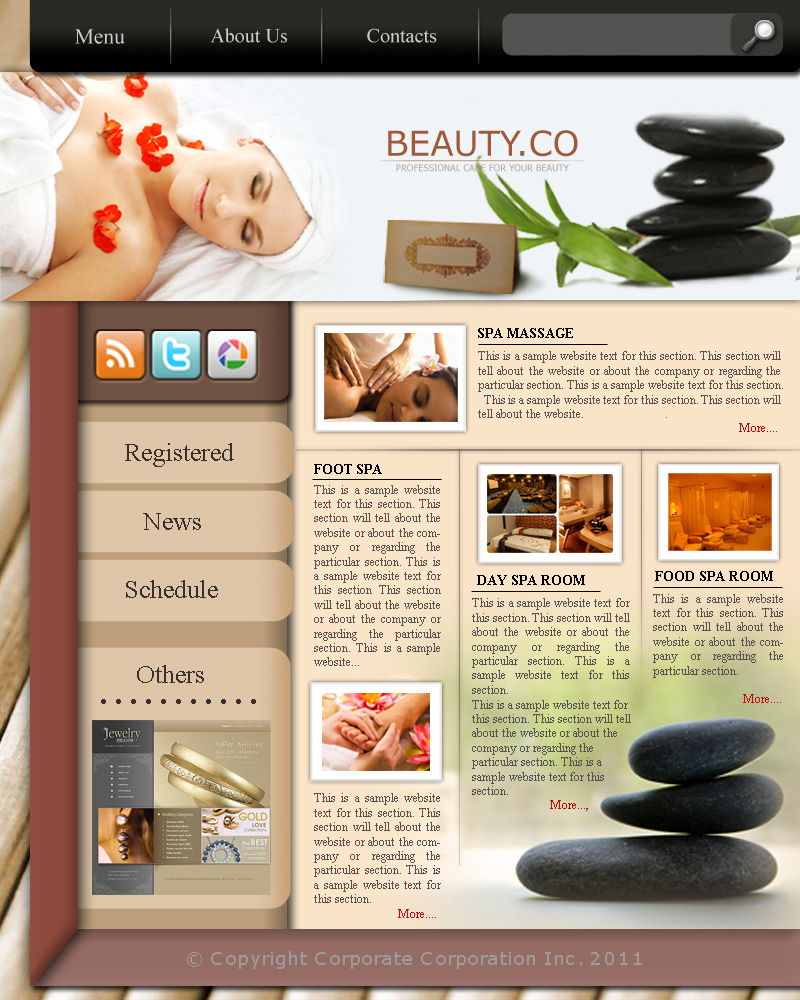 Menu
About Us
Contacts
BEAUTY.CO
PROFESSIONAL CARE FOR YOUR BEAUTY
SPA MASSAGE
This is a sample website text for this section. This section will
tell about the website or about the company or regarding the
particular section. This is a sample website text for this section.
This is a sample website text for this section. This section will
tell about the website. .
More....
Registered
News
Schedule
Others
Jewelry
NEW Arrivals
GOLD
LOVE
Collections
the BEST
Collections
FOOT SPA
This is a sample website
text for this section. This
section will tell about the
website or about the com-
pany or regarding the
particular section. This is
a sample website text for
this section. This section
will tell about the website
or about the company or
regarding the particular
section. This is a sample
website...
This is a sample website
text for this section. This
section will tell about the
website or about the com-
pany or regarding the
particular section. This is
a sample website text for
this section.
More....
DAY SPA ROOM
This is a sample website text for
this section. This section will tell
about the website or about the
company or regarding the
particular section. This is a
sample website text for this
section.
This is a sample website text for
this section. This section will tell
about the website or about the
company or regarding the
particular section. This is a
sample website text for this
section.
More...,
FOOD SPA ROOM
This is a sample website
text for this section. This
section will tell about the
website or about the com-
pany or regarding the
particular section.
More....
© Copyright Corporate Corporation Inc. 2011